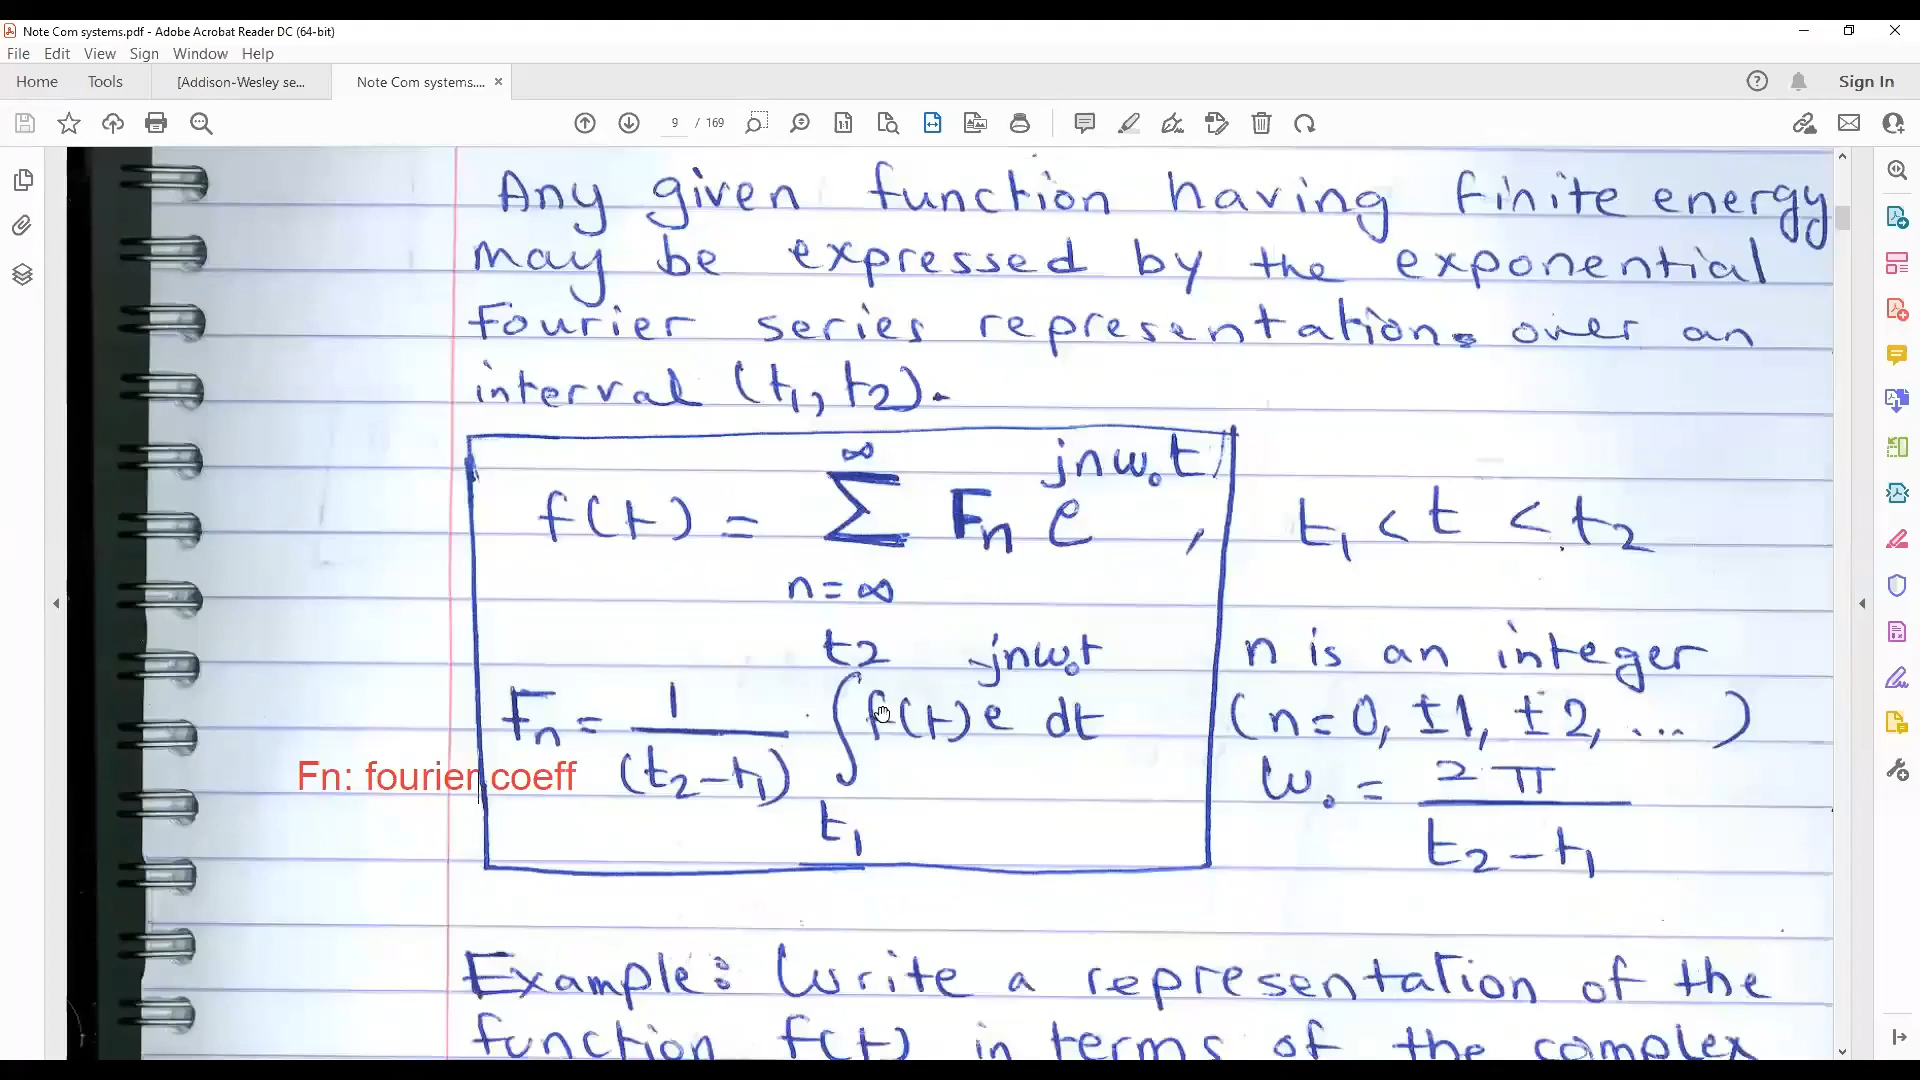 Note Com systems.pdf - Adobe Acrobat Reader DC (64-bit)
File Edit View Sign Window Help
Home Tools [Addison-Wesley se... Note Com systems.... × Sign In
9 / 169
Any given function having finite energy
may be expressed by the exponential
Fourier series representation. over an
interval (t1, t2).
f(t) = ∑ Fn e^{jnω₀t}, t1 < t < t2
∞
n = ∞
n is an integer
Fn = 1/(t2-t1) ∫_{t1}^{t2} f(t) e^{-jnω₀t} dt
(n=0, ±1, ±2, ...)
Fn: fourier coeff
ω₀ = 2π/(t2-t1)
Example: Write a representation of the
function f(t) in terms of the complex